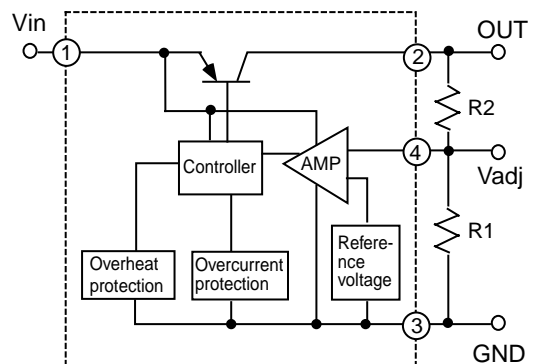 Vin
OUT
1
2
R2
Controller
AMP
4
Vadj
R1
Overheat
protection
Overcurrent
protection
Refere-
nce
voltage
3
GND